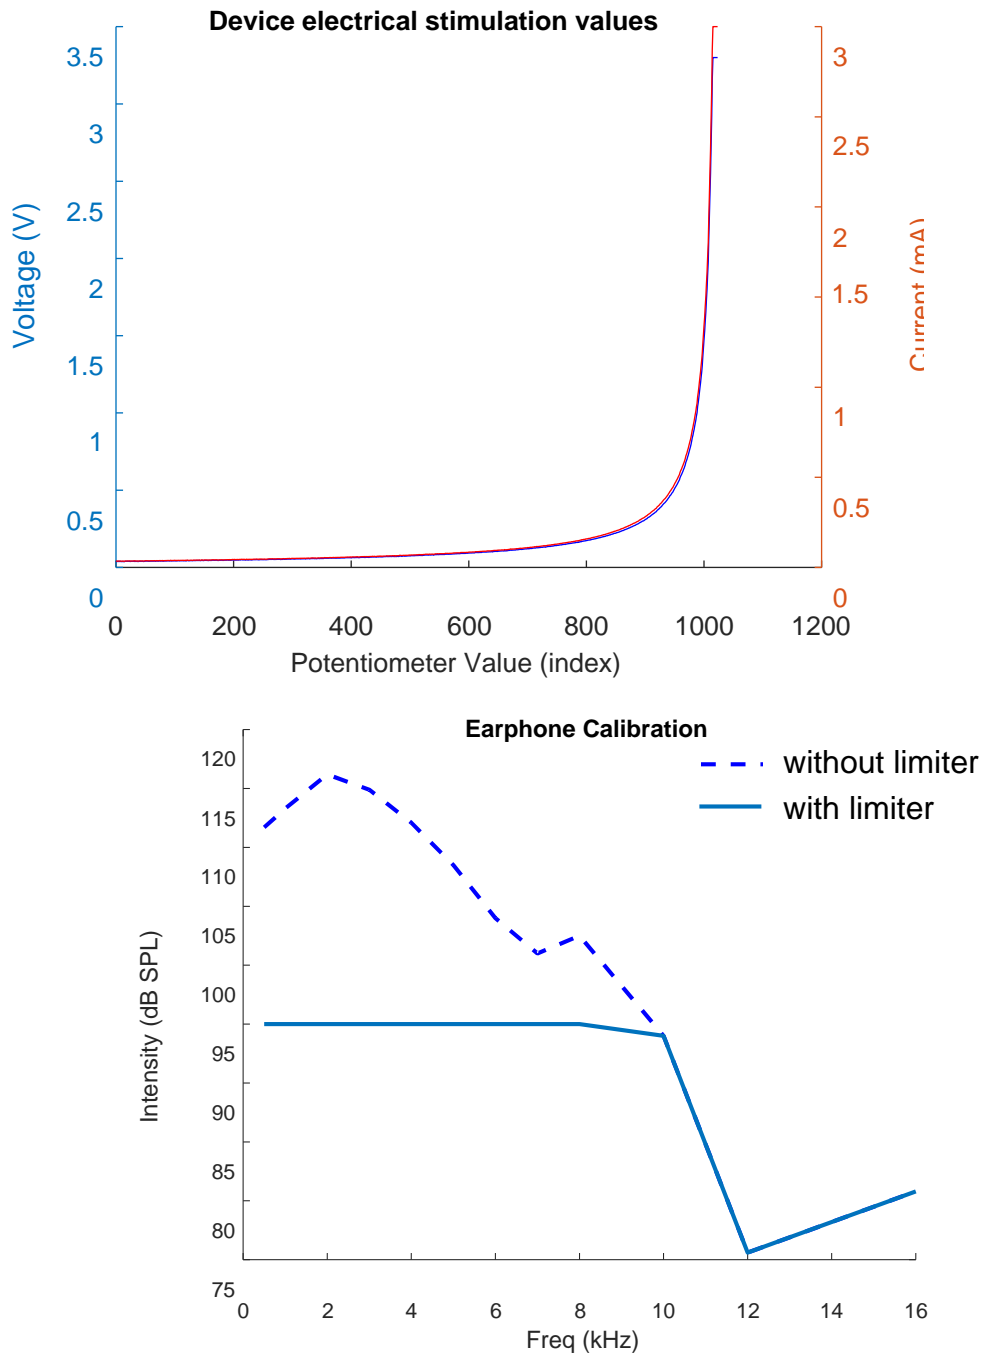 Device electrical stimulation values
3.5
3
2.5
2
1.5
1
0.5
0
Voltage (V)
3
2.5
2
1.5
1
0.5
0
Current (mA)
0 200 400 600 800 1000 1200
Potentiometer Value (index)
Earphone Calibration
without limiter
with limiter
120
115
110
105
100
95
90
85
80
75
Intensity (dB SPL)
0 2 4 6 8 10 12 14 16
Freq (kHz)